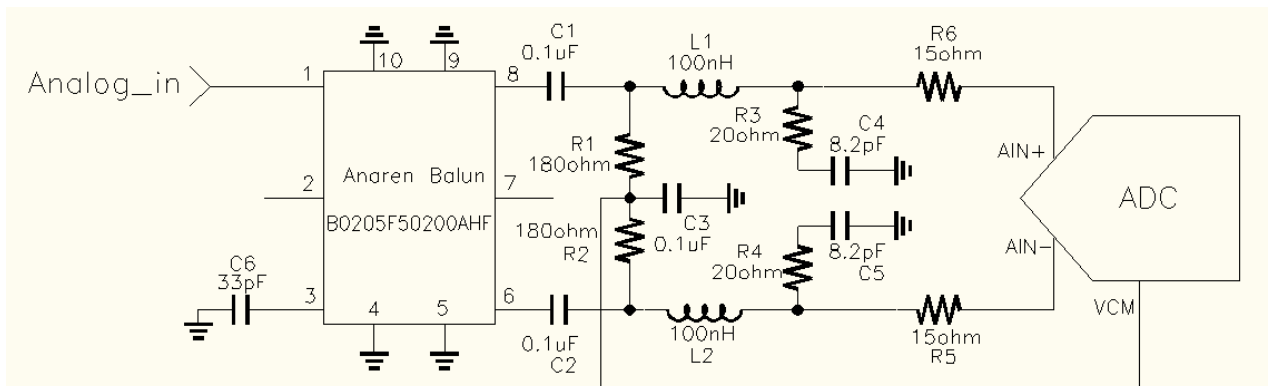 Analog_in
1
10
9
8
C1
0.1uF
L1
100nH
R6
15ohm
R3
20ohm
C4
8.2pF
R1
180ohm
AIN+
2
Anaren Balun
7
B0205F50200AHF
ADC
180ohm
R2
C3
0.1uF
8.2pF
C5
R4
20ohm
AIN-
C6
33pF
3
4
5
6
VCM
0.1uF
C2
100nH
L2
15ohm
R5